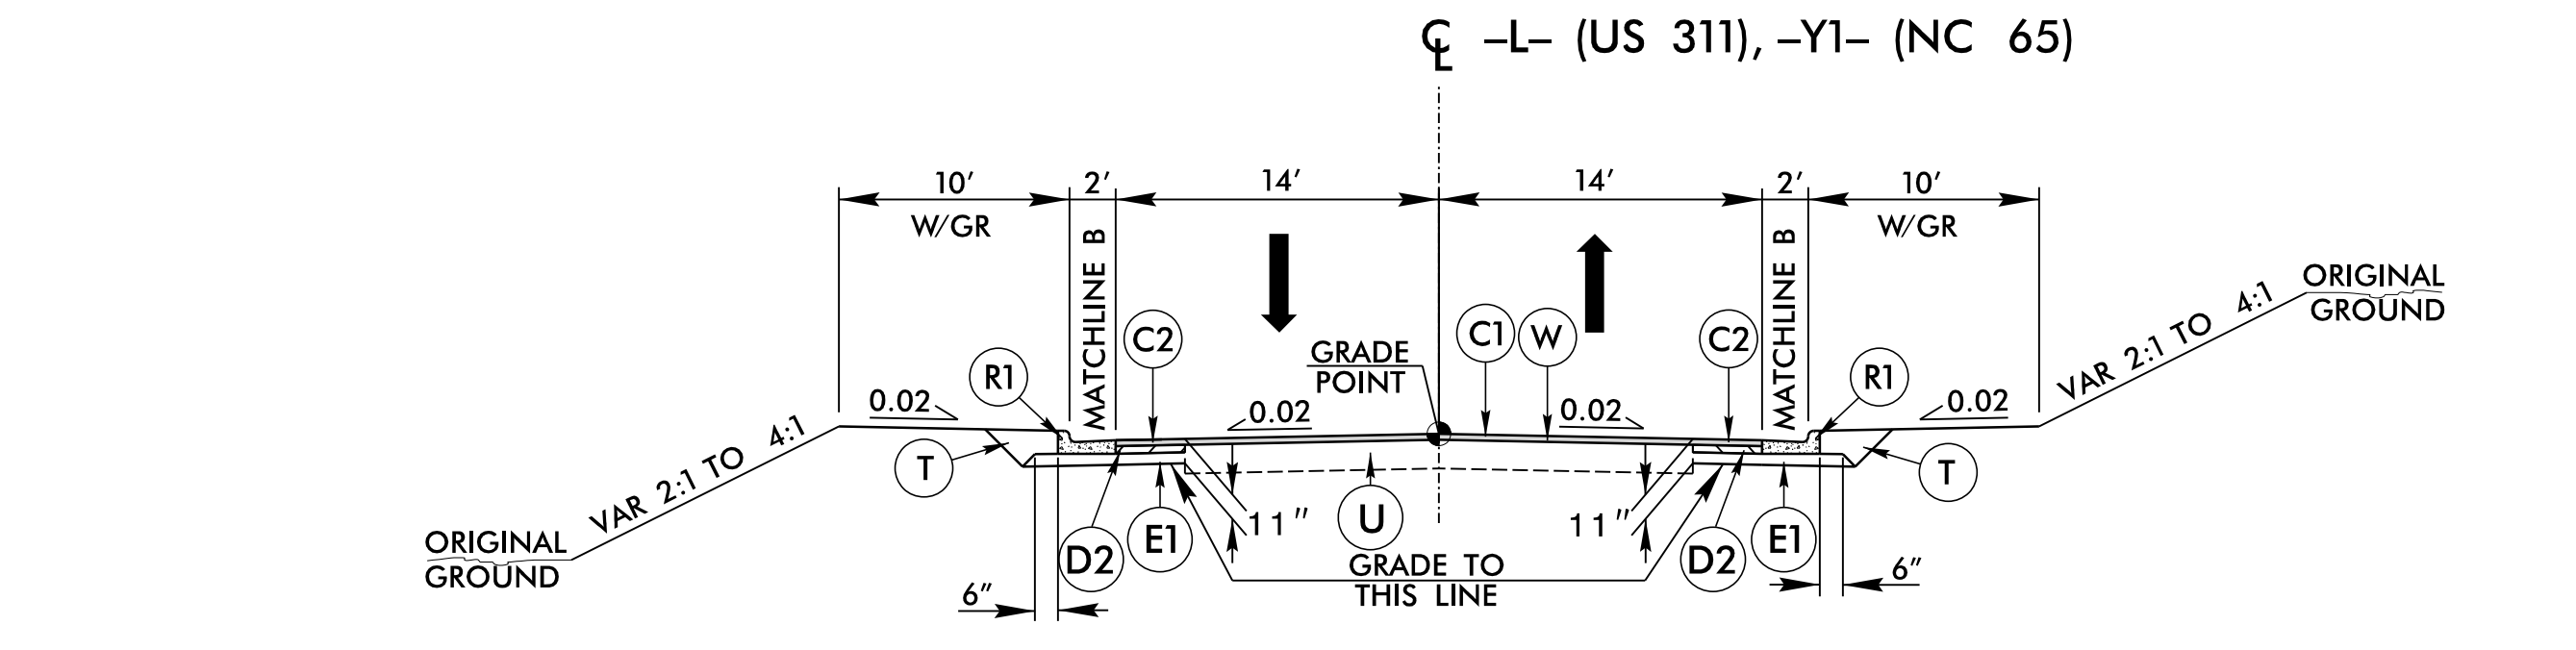 ℄ –L– (US 311), –Y1– (NC 65)
10' 2' 14' 14' 2' 10'
W/GR W/GR
MATCHLINE B MATCHLINE B
ORIGINAL
GROUND
VAR 2:1 TO 4:1
C2 C1 W C2
GRADE
POINT
R1 R1
0.02 0.02 0.02 0.02
T T
VAR 2:1 TO 4:1
11" U 11"
D2 E1 D2 E1
ORIGINAL
GROUND
GRADE TO
THIS LINE
6" 6"